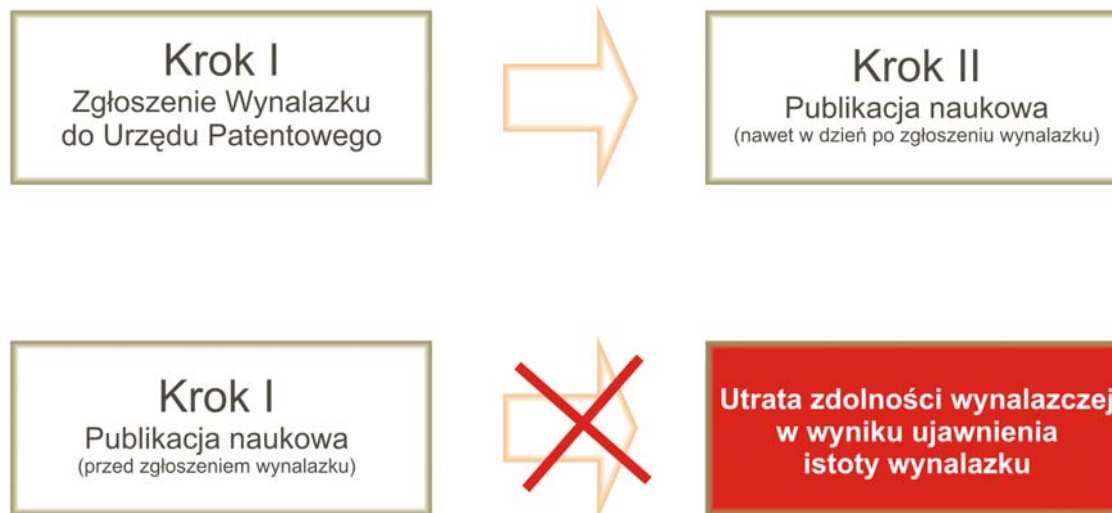 Krok I
Zgłoszenie Wynalazku
do Urzędu Patentowego
Krok II
Publikacja naukowa
(nawet w dzień po zgłoszeniu wynalazku)
Krok I
Publikacja naukowa
(przed zgłoszeniem wynalazku)
Utrata zdolności wynalazczej
w wyniku ujawnienia
istoty wynalazku